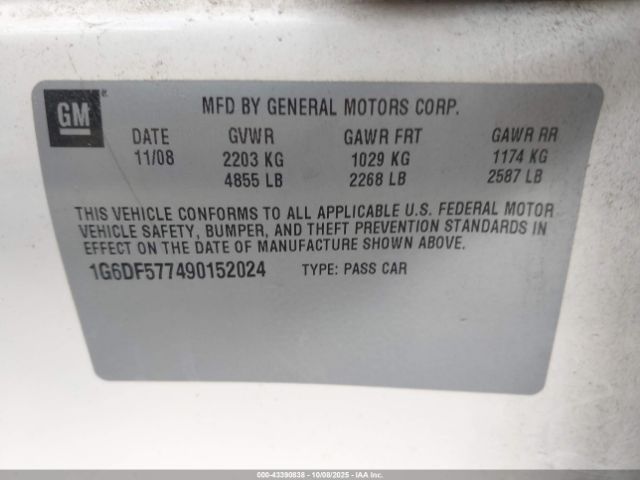 GM
MFD BY GENERAL MOTORS CORP.
DATE GVWR GAWR FRT GAWR RR
11/08 2203 KG 1029 KG 1174 KG
4855 LB 2268 LB 2587 LB
THIS VEHICLE CONFORMS TO ALL APPLICABLE U.S. FEDERAL MOTOR
VEHICLE SAFETY, BUMPER, AND THEFT PREVENTION STANDARDS IN
EFFECT ON THE DATE OF MANUFACTURE SHOWN ABOVE.
1G6DF577490152024 TYPE: PASS CAR
000-43390838 - 10/08/2025 - IAAI.COM